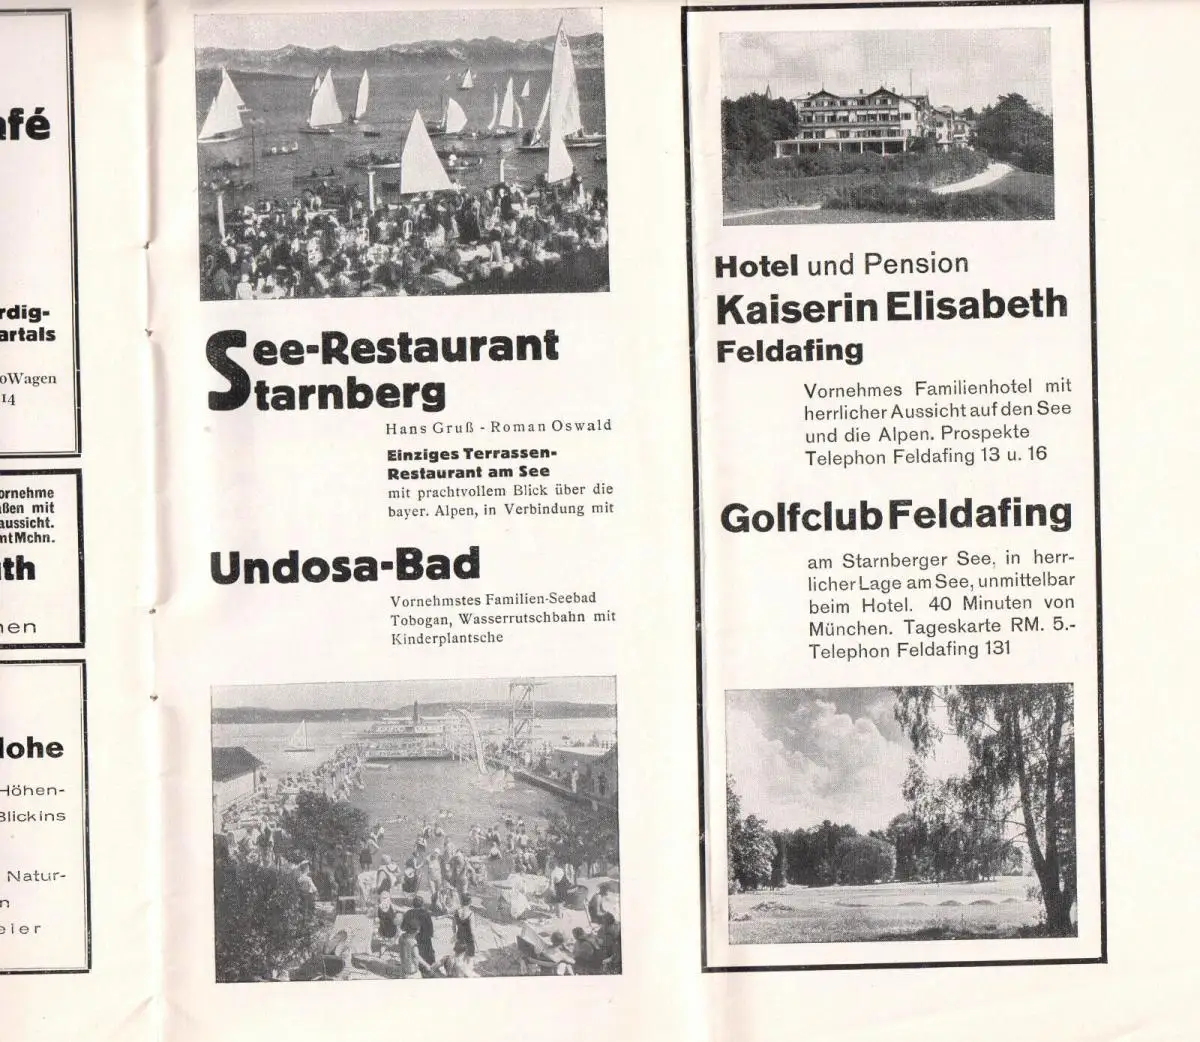 afé
rdig-
artals
oWagen
14
ornehme
ßen mit
aussicht.
ntMchn.
th
en
ohe
Höhen-
Blick ins
Natur-
n
eier
See-Restaurant
Starnberg
Hans Gruß - Roman Oswald
Einziges Terrassen-
Restaurant am See
mit prachtvollem Blick über die
bayer. Alpen, in Verbindung mit
Undosa-Bad
Vornehmstes Familien-Seebad
Tobogan, Wasserrutschbahn mit
Kinderplantsche
Hotel und Pension
Kaiserin Elisabeth
Feldafing
Vornehmes Familienhotel mit
herrlicher Aussicht auf den See
und die Alpen. Prospekte
Telephon Feldafing 13 u. 16
Golfclub Feldafing
am Starnberger See, in herr-
licher Lage am See, unmittelbar
beim Hotel. 40 Minuten von
München. Tageskarte RM. 5.-
Telephon Feldafing 131